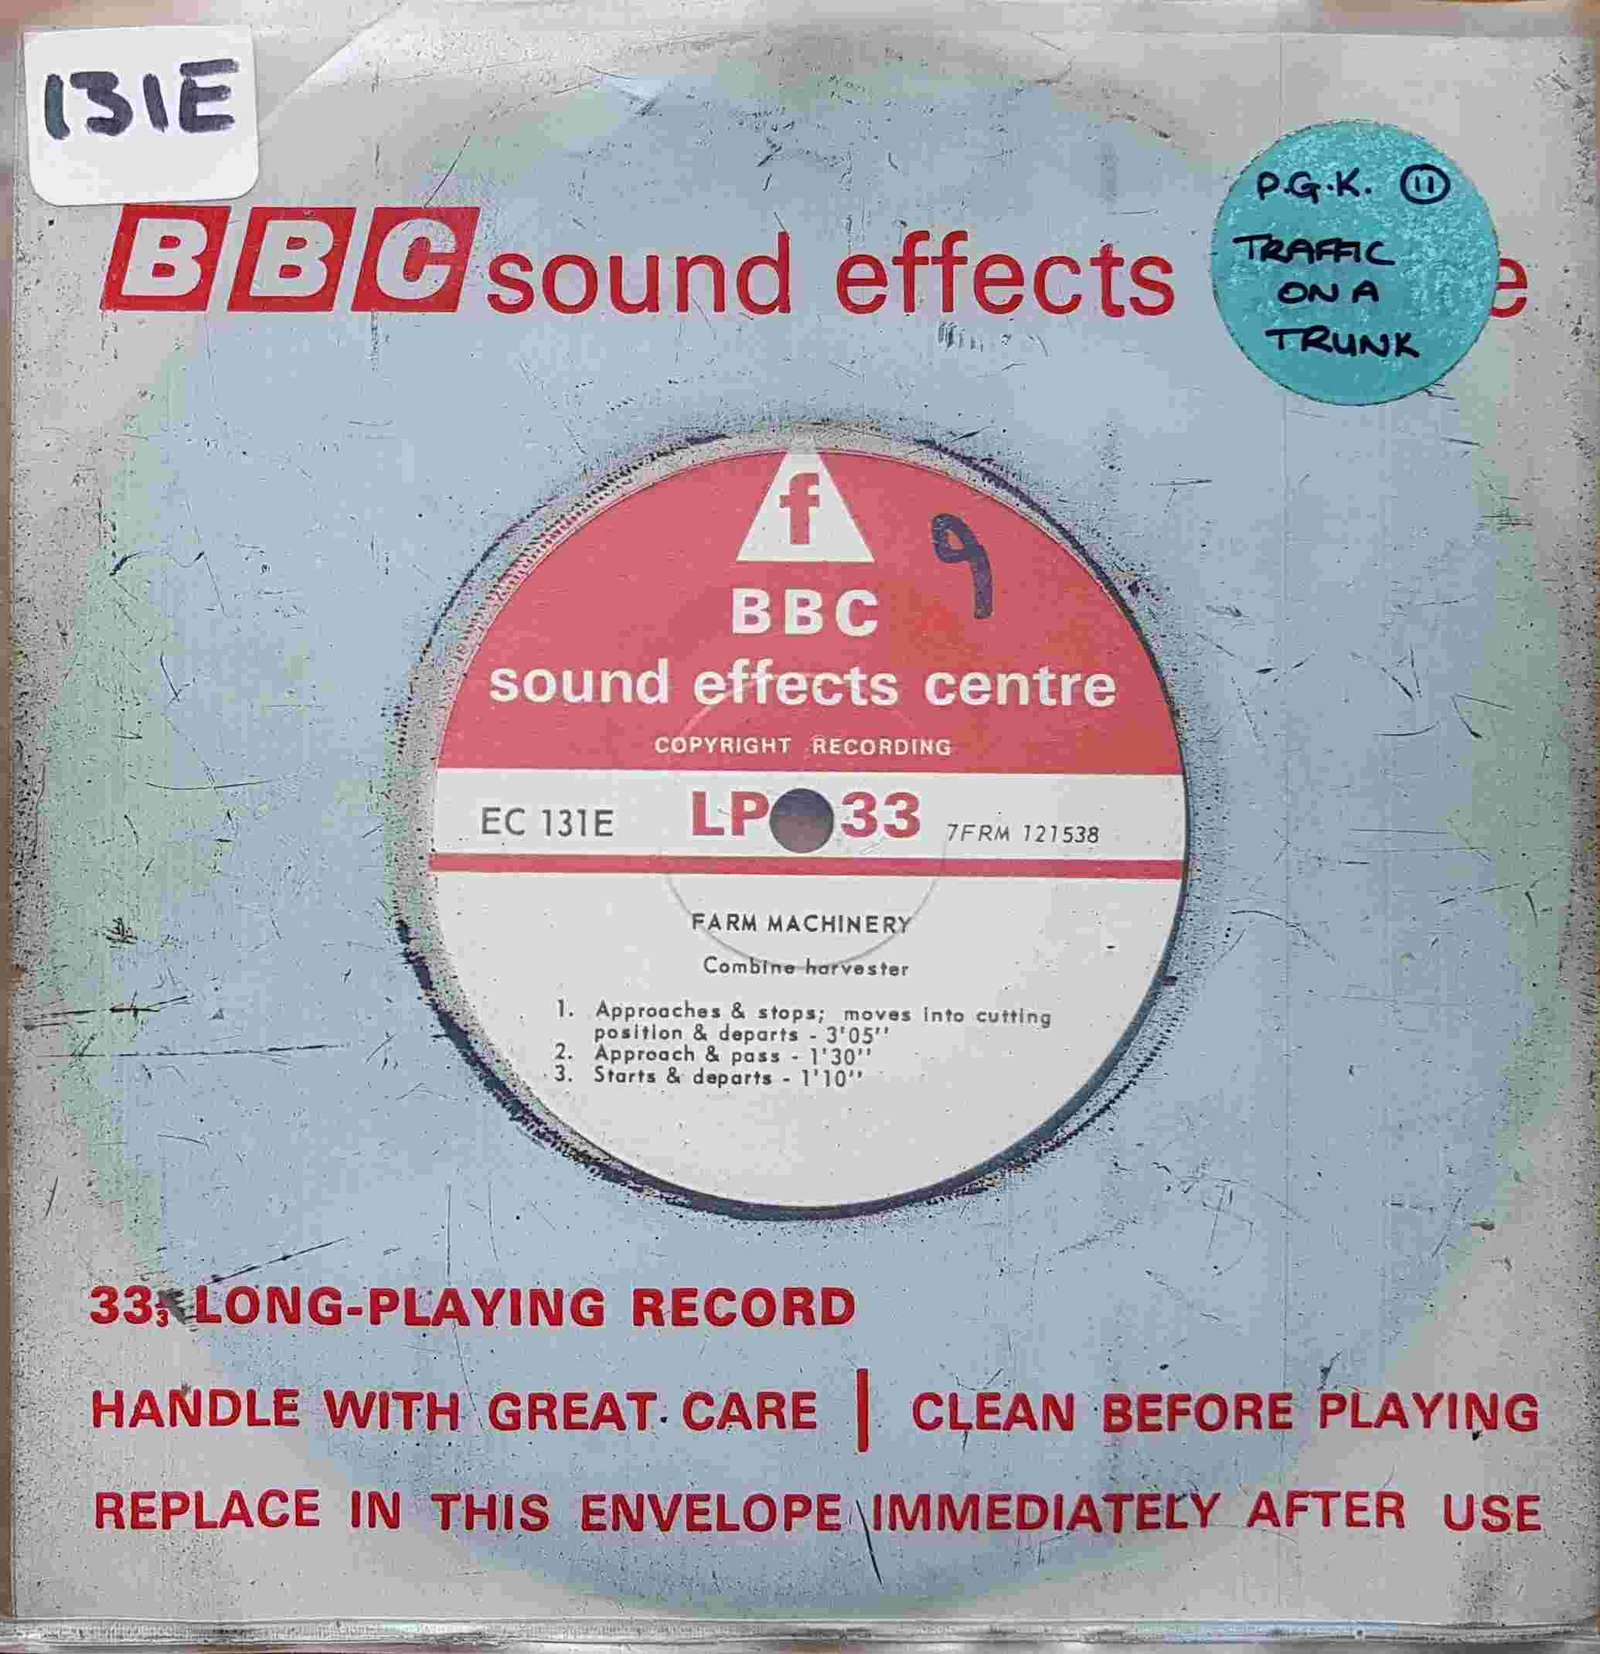 131E
BBC sound effects
P.G.K. 11
TRAFFIC
ON A
TRUNK
f
9
BBC
sound effects centre
COPYRIGHT RECORDING
EC 131E LP 33 7FRM 121538
FARM MACHINERY
Combine harvester
1. Approaches & stops; moves into cutting
position & departs - 3'05''
2. Approach & pass - 1'30''
3. Starts & departs - 1'10''
33⅓ LONG-PLAYING RECORD
HANDLE WITH GREAT CARE | CLEAN BEFORE PLAYING
REPLACE IN THIS ENVELOPE IMMEDIATELY AFTER USE